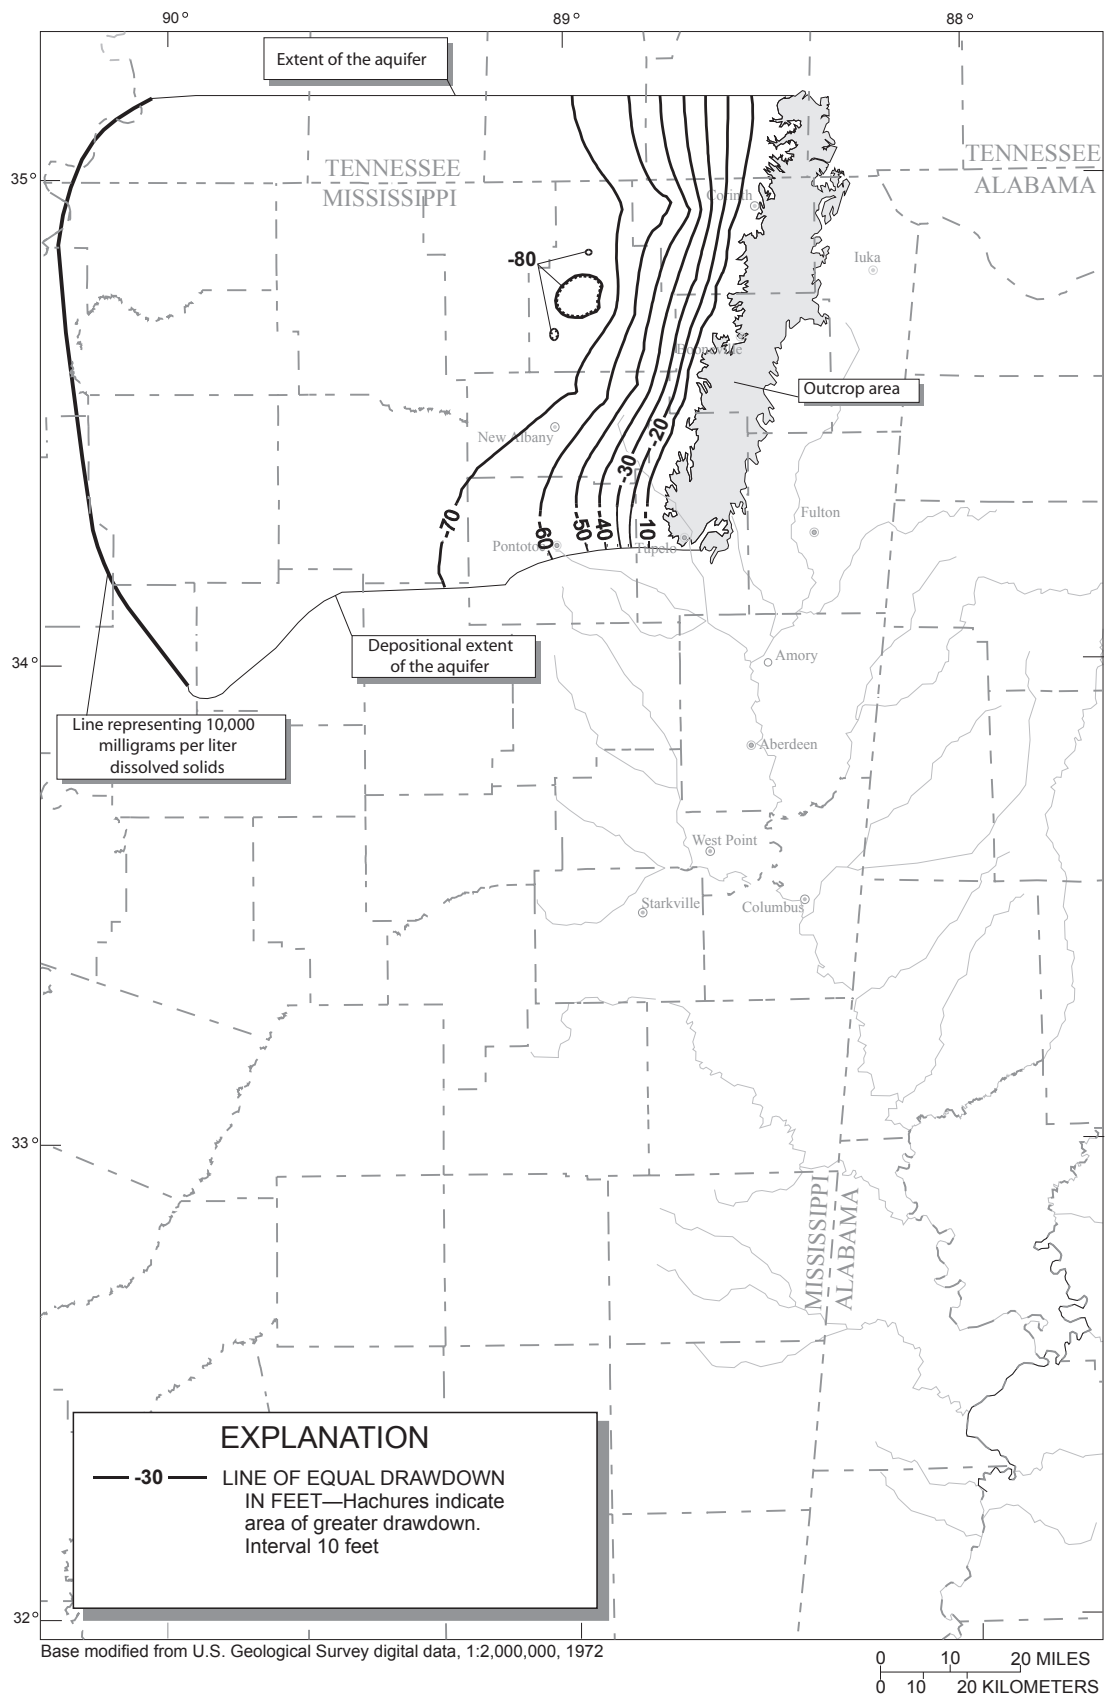 90°
89°
88°
Extent of the aquifer
35°
TENNESSEE
MISSISSIPPI
TENNESSEE
ALABAMA
Corinth
Iuka
-80
Booneville
Outcrop area
New Albany
-20
-30
-70
-60
-50
-40
-10
Fulton
Pontotoc
Tupelo
Depositional extent
of the aquifer
34°
Amory
Line representing 10,000
milligrams per liter
dissolved solids
Aberdeen
West Point
Starkville
Columbus
33°
MISSISSIPPI
ALABAMA
EXPLANATION
-30
LINE OF EQUAL DRAWDOWN
IN FEET—Hachures indicate
area of greater drawdown.
Interval 10 feet
32°
Base modified from U.S. Geological Survey digital data, 1:2,000,000, 1972
0 10 20 MILES
0 10 20 KILOMETERS